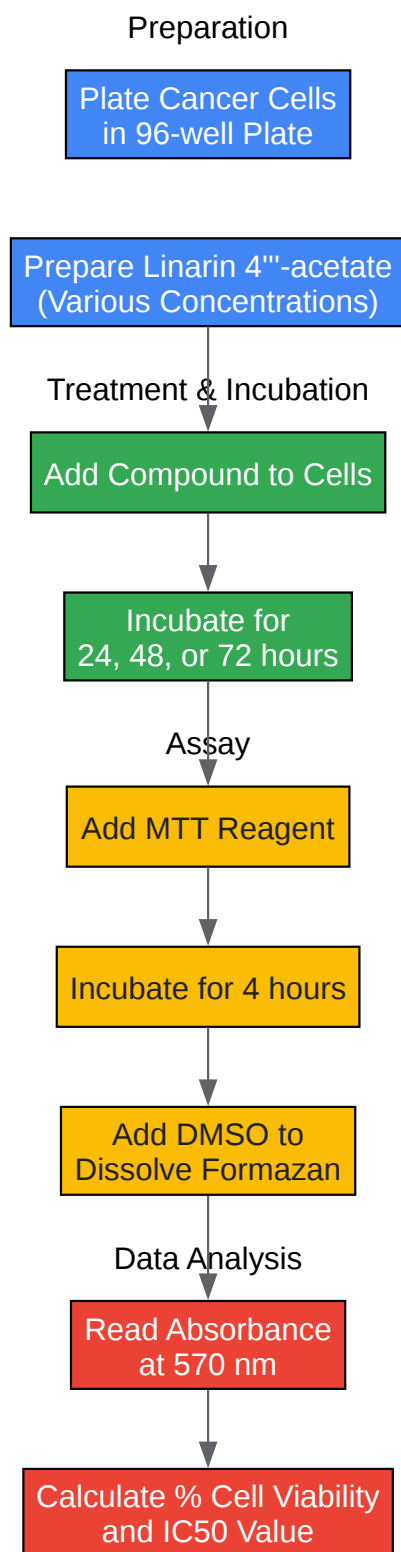 Preparation
Plate Cancer Cells
in 96-well Plate
Prepare Linarin 4'''-acetate
(Various Concentrations)
Treatment & Incubation
Add Compound to Cells
Incubate for
24, 48, or 72 hours
Assay
Add MTT Reagent
Incubate for 4 hours
Add DMSO to
Dissolve Formazan
Data Analysis
Read Absorbance
at 570 nm
Calculate % Cell Viability
and IC50 Value